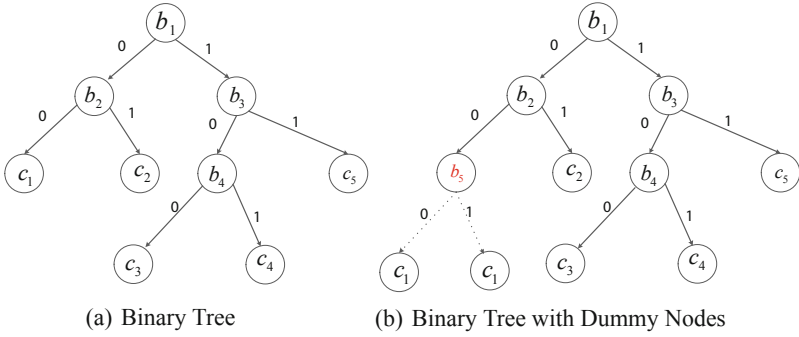 b₁ b₁
0 1 0 1
b₂ b₃ b₂ b₃
0 1 0 1 0 1 0 1
c₁ c₂ b₄ c₅ b₅ c₂ b₄ c₅
0 1 0 1 0 1
c₃ c₄ c₁ c₁ c₃ c₄
(a) Binary Tree (b) Binary Tree with Dummy Nodes